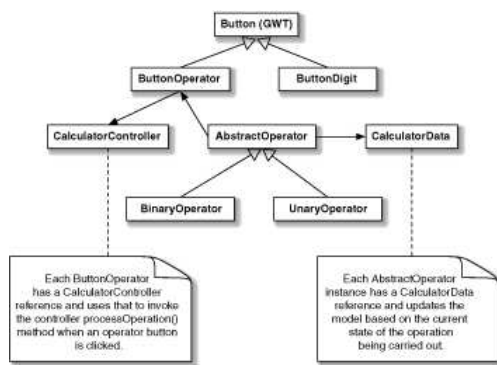 Button (GWT)
ButtonOperator
ButtonDigit
CalculatorController
AbstractOperator
CalculatorData
BinaryOperator
UnaryOperator
Each ButtonOperator
has a CalculatorController
reference and uses that to invoke
the controller processOperation()
method when an operator button
is clicked.
Each AbstractOperator
instance has a CalculatorData
reference and updates the
model based on the current
state of the operation
being carried out.